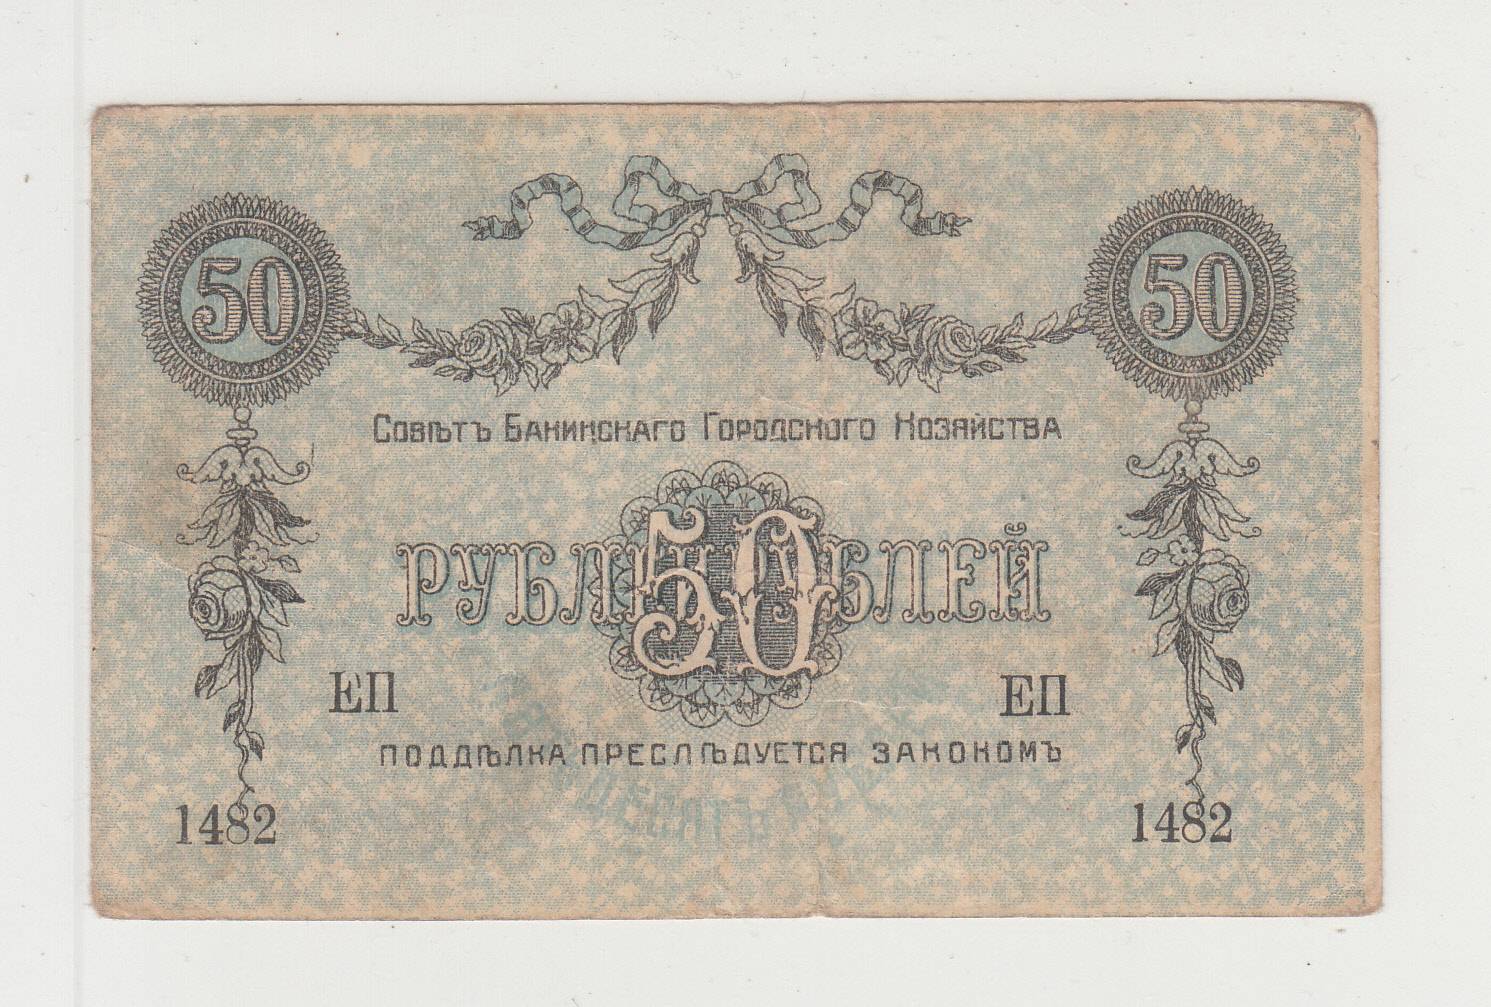 50 50
Совѣтъ Бакинскаго Городского Хозяйства
РУБЛЕЙ 50 РУБЛЕЙ
ЕП ЕП
ПОДДѢЛКА ПРЕСЛѢДУЕТСЯ ЗАКОНОМЪ
1482 1482